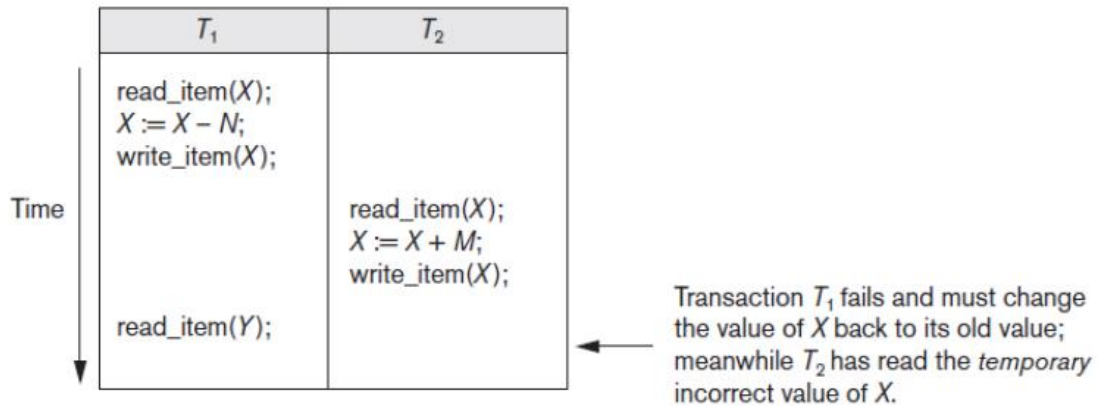 T₁ T₂
read_item(X);
X := X – N;
write_item(X);
Time
read_item(X);
X := X + M;
write_item(X);
read_item(Y);
Transaction T₁ fails and must change
the value of X back to its old value;
meanwhile T₂ has read the temporary
incorrect value of X.